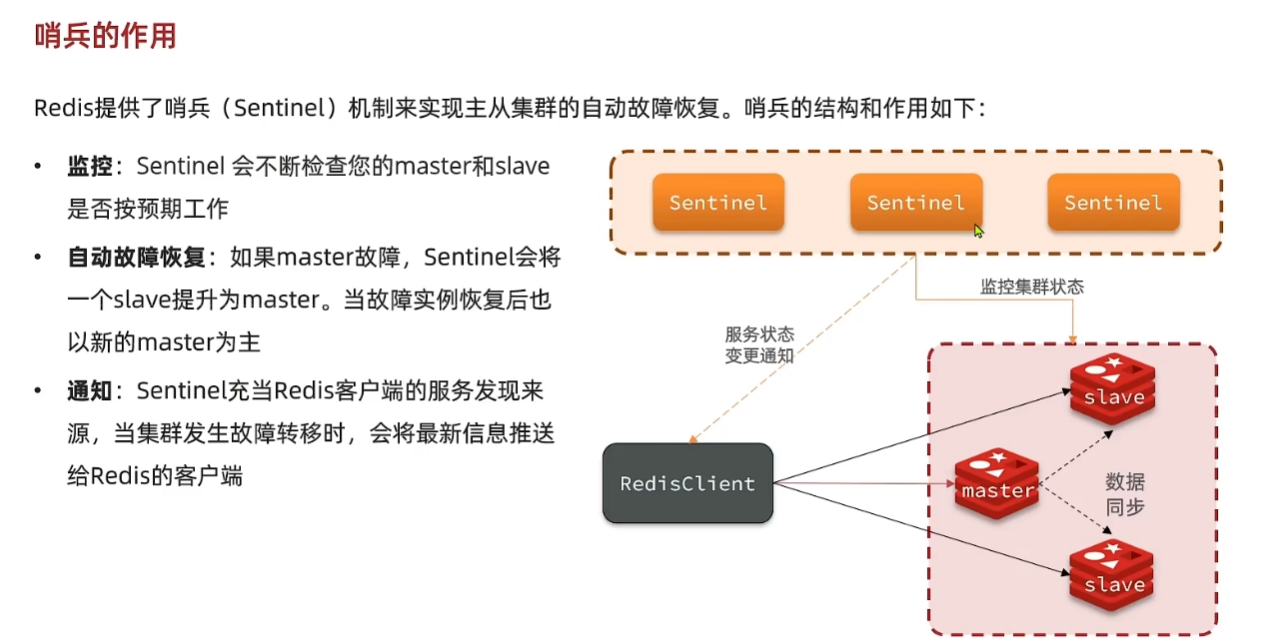 哨兵的作用
Redis提供了哨兵（Sentinel）机制来实现主从集群的自动故障恢复。哨兵的结构和作用如下：
• 监控：Sentinel 会不断检查您的master和slave
是否按预期工作
• 自动故障恢复：如果master故障，Sentinel会将
一个slave提升为master。当故障实例恢复后也
以新的master为主
• 通知：Sentinel充当Redis客户端的服务发现来
源，当集群发生故障转移时，会将最新信息推送
给Redis的客户端
Sentinel
Sentinel
Sentinel
监控集群状态
服务状态
变更通知
RedisClient
slave
master
数据
同步
slave